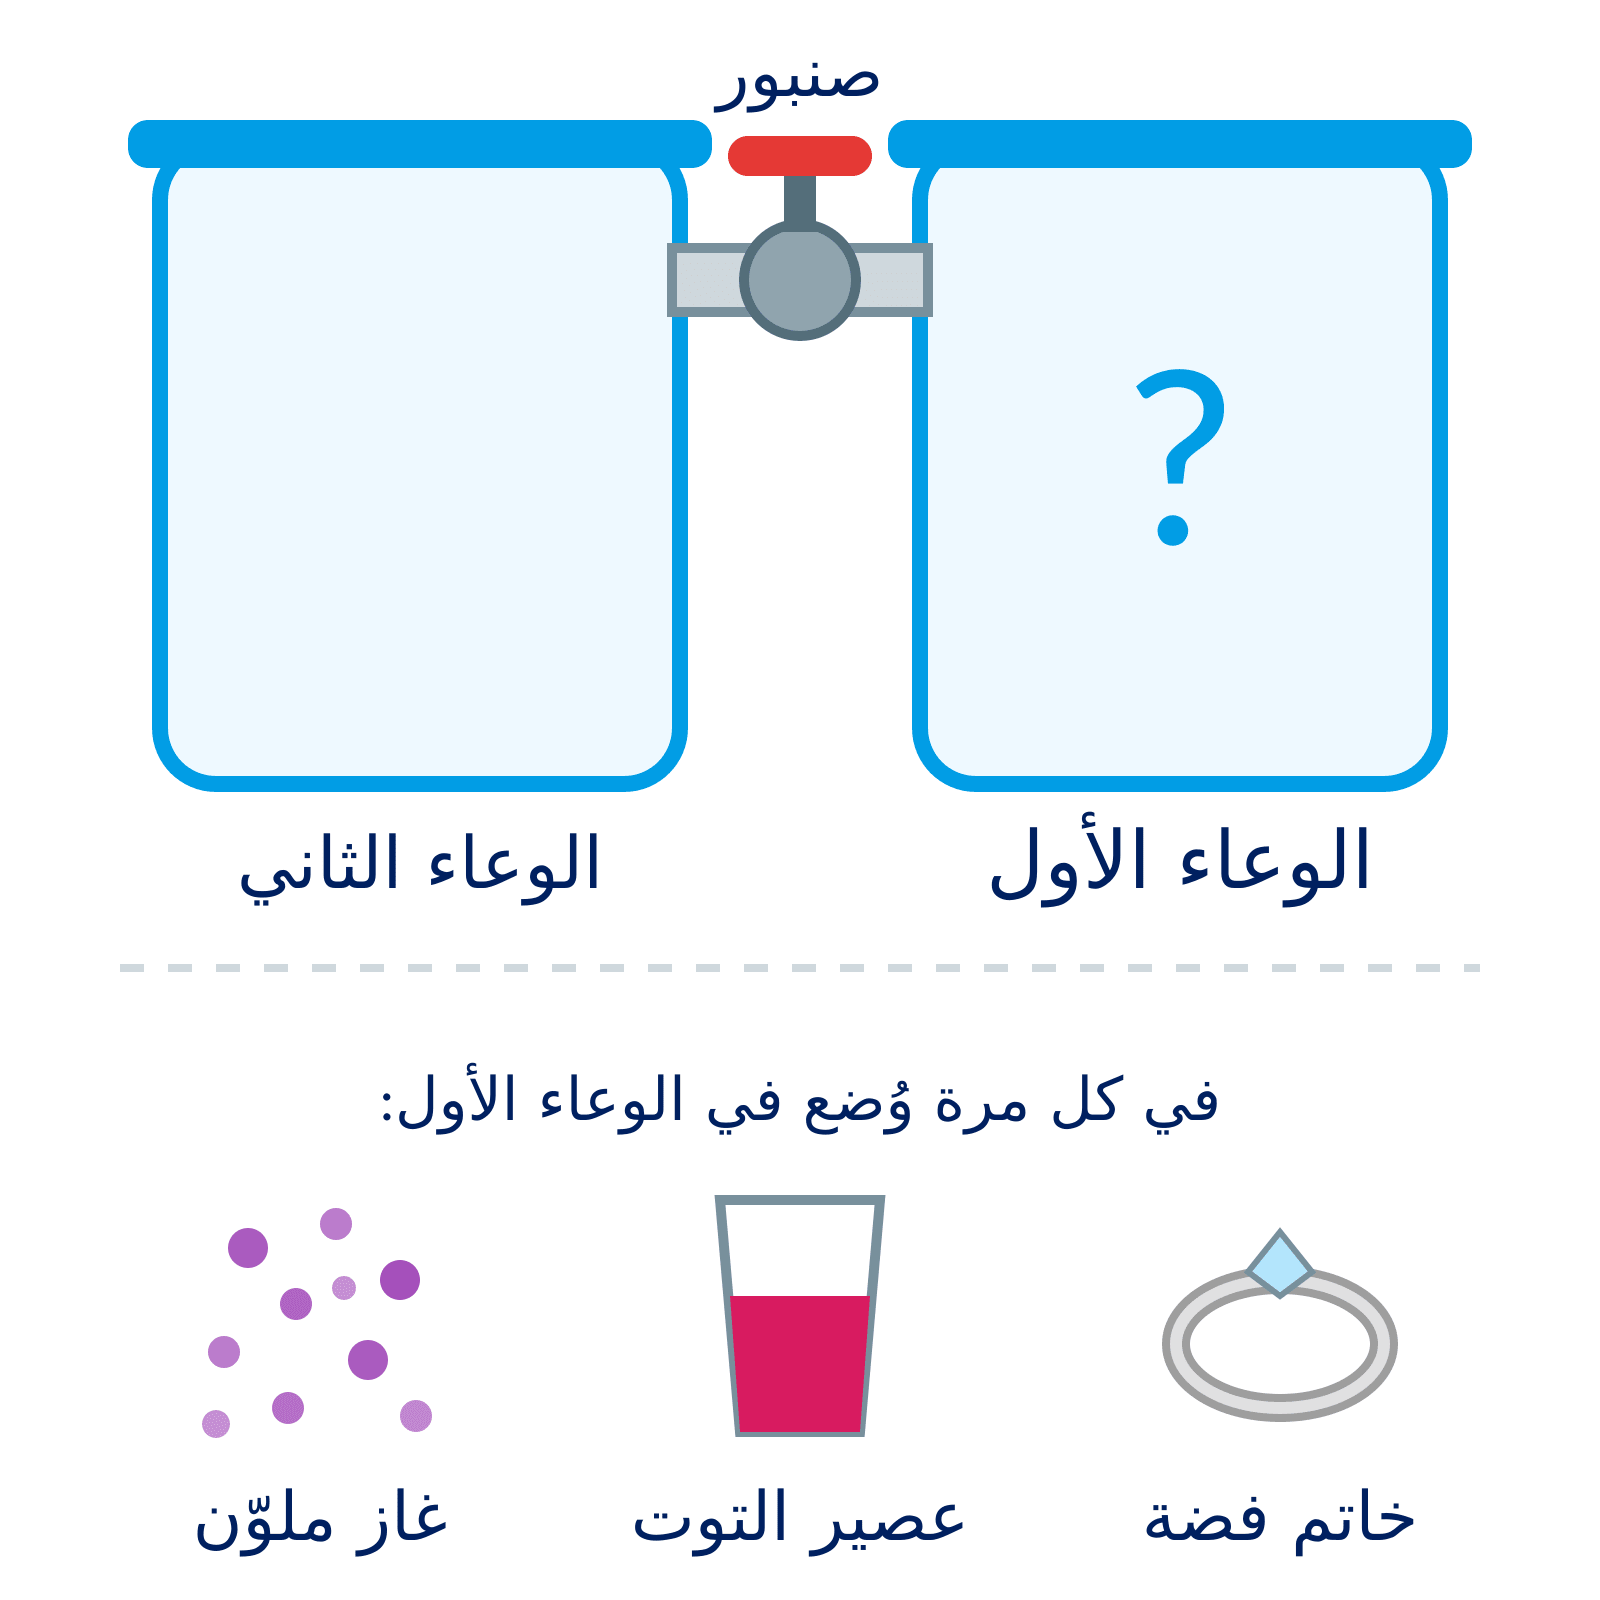 صنبور
?
الوعاء الأول
الوعاء الثاني
في كل مرة وُضع في الوعاء الأول:
خاتم فضة
عصير التوت
غاز ملوّن